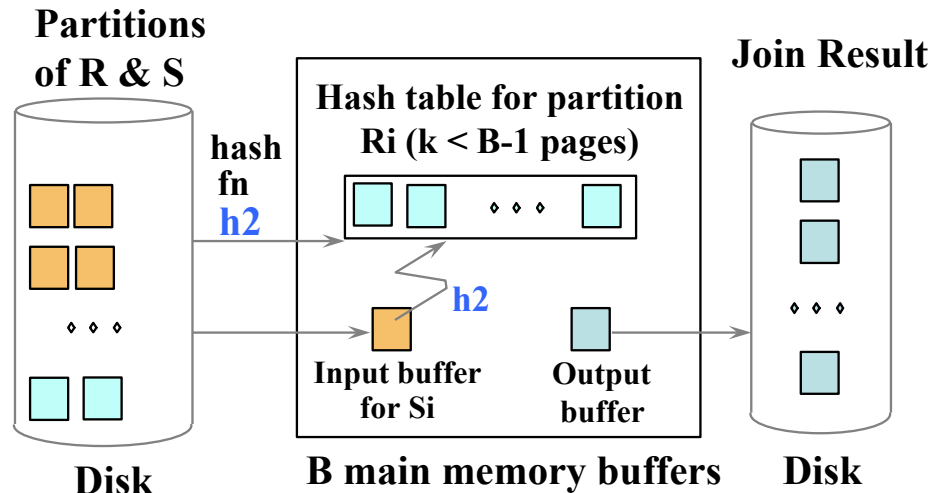 Partitions
of R & S
hash
fn
h2
Hash table for partition
Ri (k < B-1 pages)
Join Result
h2
Input buffer
for Si
Output
buffer
Disk
B main memory buffers
Disk